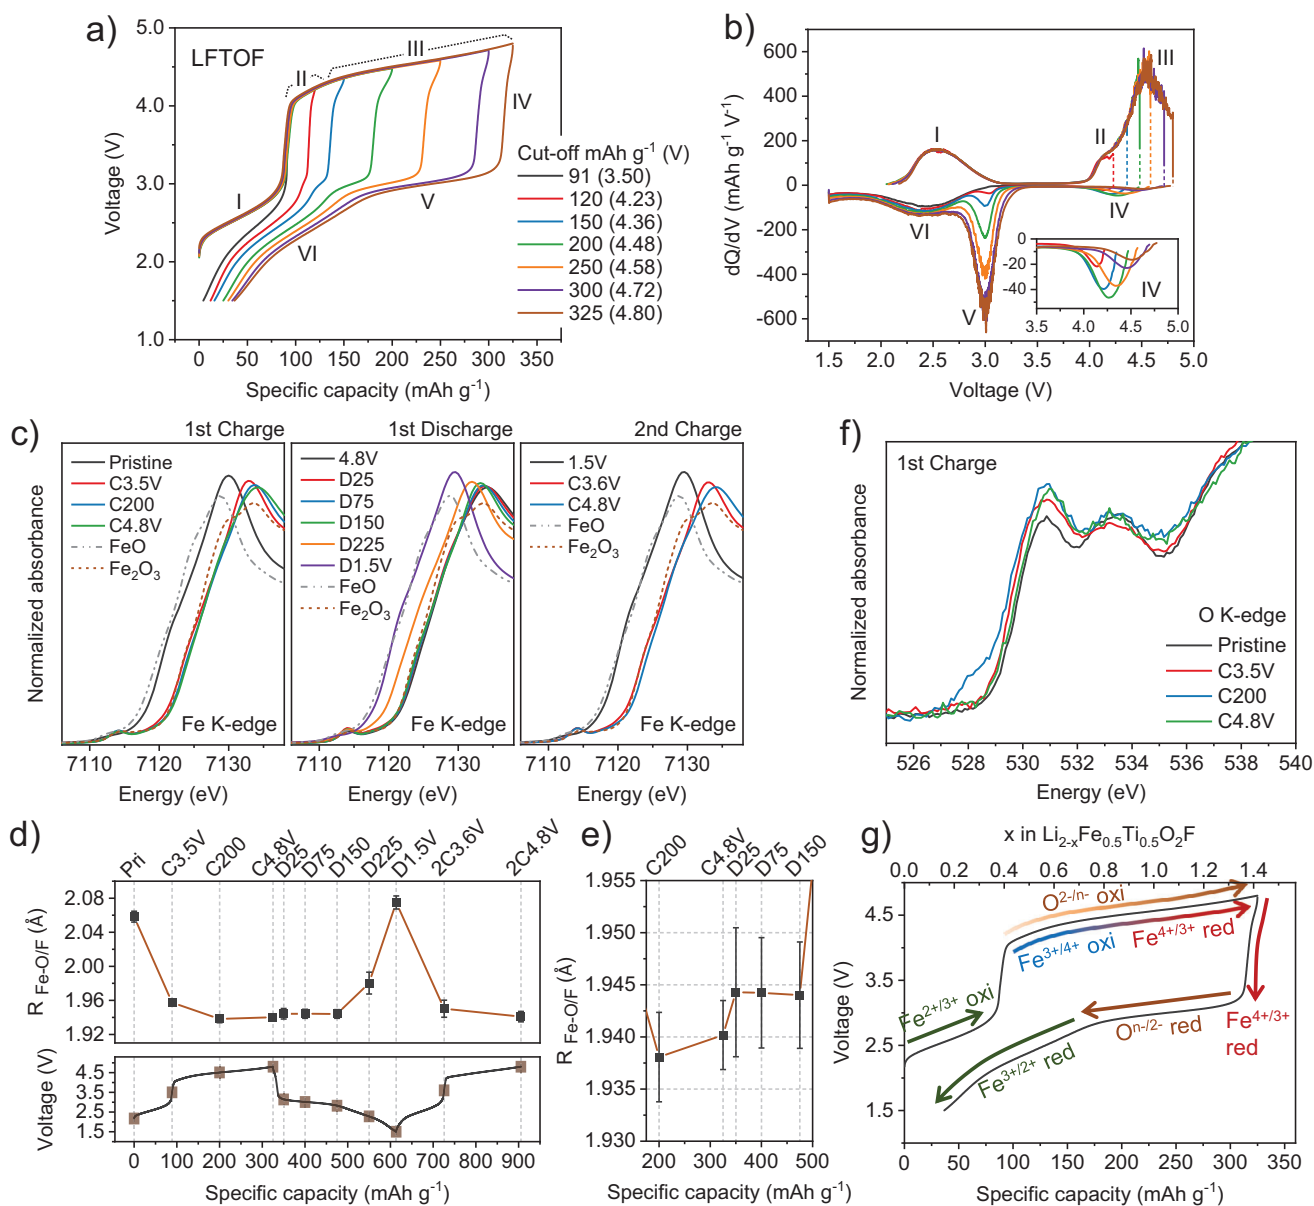 a)
LFTOF
5.0
4.0
3.0
2.0
1.0
Voltage (V)
0 50 100 150 200 250 300 350
Specific capacity (mAh g⁻¹)
I
II
III
IV
V
VI
Cut-off mAh g⁻¹ (V)
91 (3.50)
120 (4.23)
150 (4.36)
200 (4.48)
250 (4.58)
300 (4.72)
325 (4.80)
b)
600
400
200
0
-200
-400
-600
dQ/dV (mAh g⁻¹ V⁻¹)
1.5 2.0 2.5 3.0 3.5 4.0 4.5 5.0
Voltage (V)
I
II
III
IV
V
VI
0
-20
-40
3.5 4.0 4.5 5.0
IV
c)
Normalized absorbance
1st Charge
Pristine
C3.5V
C200
C4.8V
FeO
Fe₂O₃
Fe K-edge
7110 7120 7130
Energy (eV)
1st Discharge
4.8V
D25
D75
D150
D225
D1.5V
FeO
Fe₂O₃
Fe K-edge
7110 7120 7130
Energy (eV)
2nd Charge
1.5V
C3.6V
C4.8V
FeO
Fe₂O₃
Fe K-edge
7110 7120 7130
Energy (eV)
f)
1st Charge
Normalized absorbance
O K-edge
Pristine
C3.5V
C200
C4.8V
526 528 530 532 534 536 538 540
Energy (eV)
d)
Pri C3.5V C200 C4.8V D25 D75 D150 D225 D1.5V 2C3.6V 2C4.8V
2.08
2.04
2.00
1.96
1.92
R Fe-O/F (Å)
4.5
3.5
2.5
1.5
Voltage (V)
0 100 200 300 400 500 600 700 800 900
Specific capacity (mAh g⁻¹)
e)
C200 C4.8V D25 D75 D150
1.955
1.950
1.945
1.940
1.935
1.930
R Fe-O/F (Å)
200 300 400 500
Specific capacity (mAh g⁻¹)
g)
x in Li₂₋ₓFe₀.₅Ti₀.₅O₂F
0.0 0.2 0.4 0.6 0.8 1.0 1.2 1.4
4.5
3.5
2.5
1.5
Voltage (V)
O²⁻/ⁿ⁻ oxi
Fe³⁺/⁴⁺ oxi
Fe⁴⁺/³⁺ red
Fe²⁺/³⁺ oxi
Oⁿ⁻/²⁻ red
Fe⁴⁺/³⁺
red
Fe³⁺/²⁺ red
0 50 100 150 200 250 300 350
Specific capacity (mAh g⁻¹)